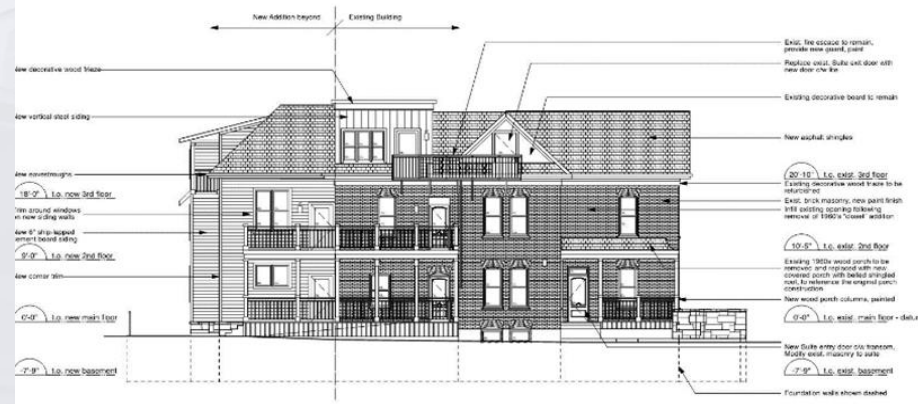 New Addition beyond
Existing Building
New decorative wood frieze
New vertical steel siding
New eavestroughs
18'-0" t.o. new 3rd floor
Trim around windows
on new siding walls
New 6" ship-lapped
cement board siding
9'-0" t.o. new 2nd floor
New corner trim
0'-0" t.o. new main floor
-7'-9" t.o. new basement
Exist. fire escape to remain,
provide new guard, paint
Replace exist. Suite exit door with
new door c/w lite
Existing decorative board to remain
New asphalt shingles
20'-10" t.o. exist. 3rd floor
Existing decorative wood frieze to be
refurbished
Exist. brick masonry, new paint finish
Infill existing opening following
removal of 1960's "closet" addition
10'-5" t.o. exist. 2nd floor
Existing 1980s wood porch to be
removed and replaced with new
covered porch with belled shingled
roof, to reference the original porch
construction
New wood porch columns, painted
0'-0" t.o. exist. main floor - datum
New Suite entry door c/w transom,
Modify exist. masonry to suite
-7'-9" t.o. exist. basement
Foundation walls shown dashed